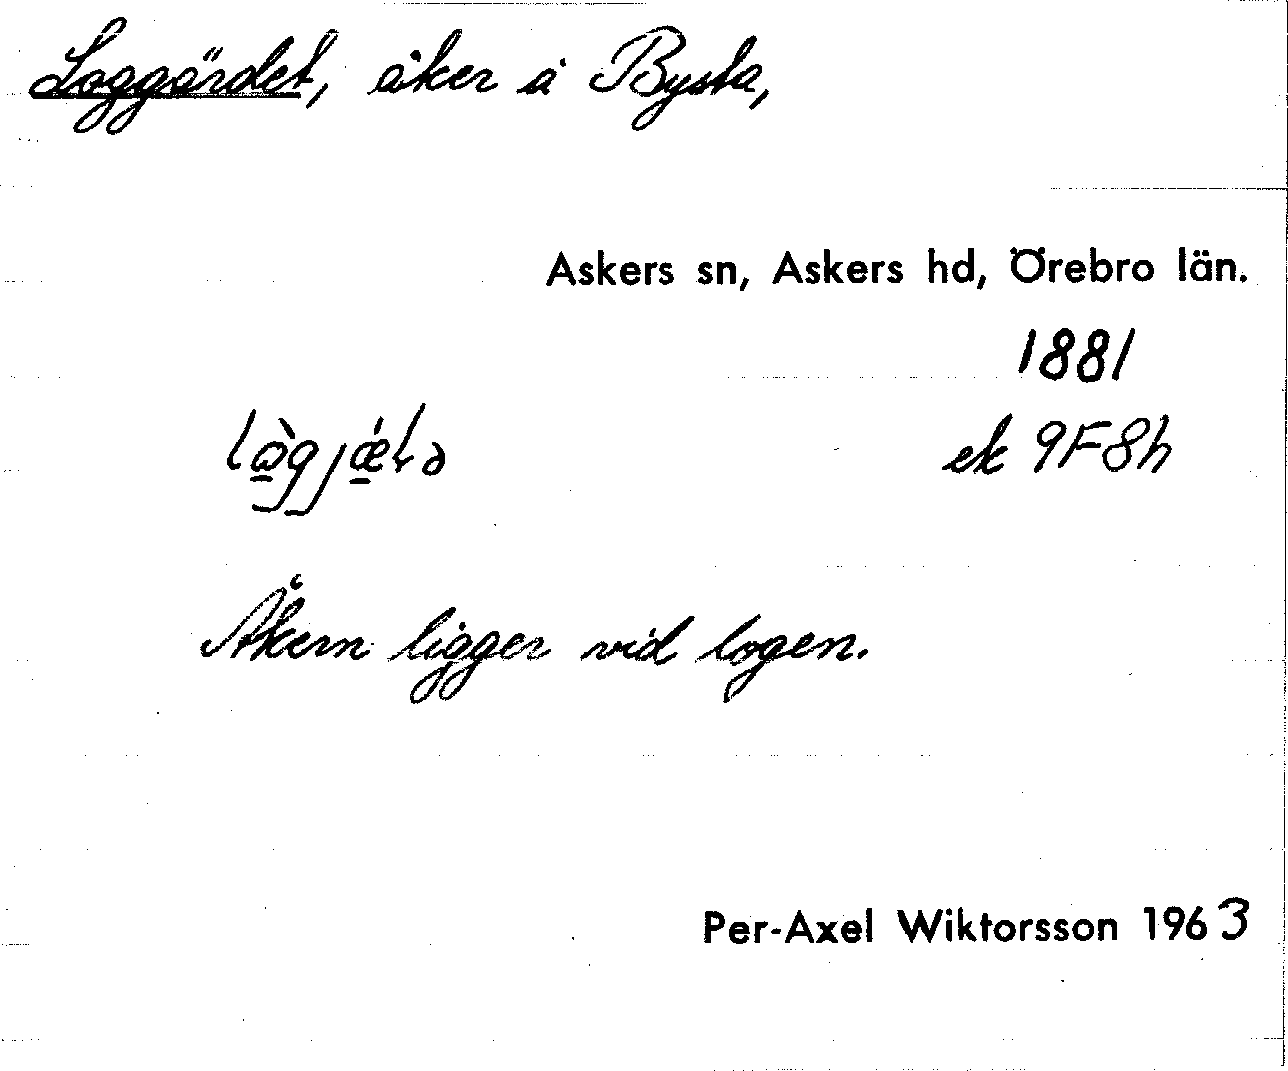 Loggärdet, åker å Bysta,
Askers sn, Askers hd, Örebro län.
1881
ek 9F8h
Åkern ligger vid logen.
Per-Axel Wiktorsson 1963